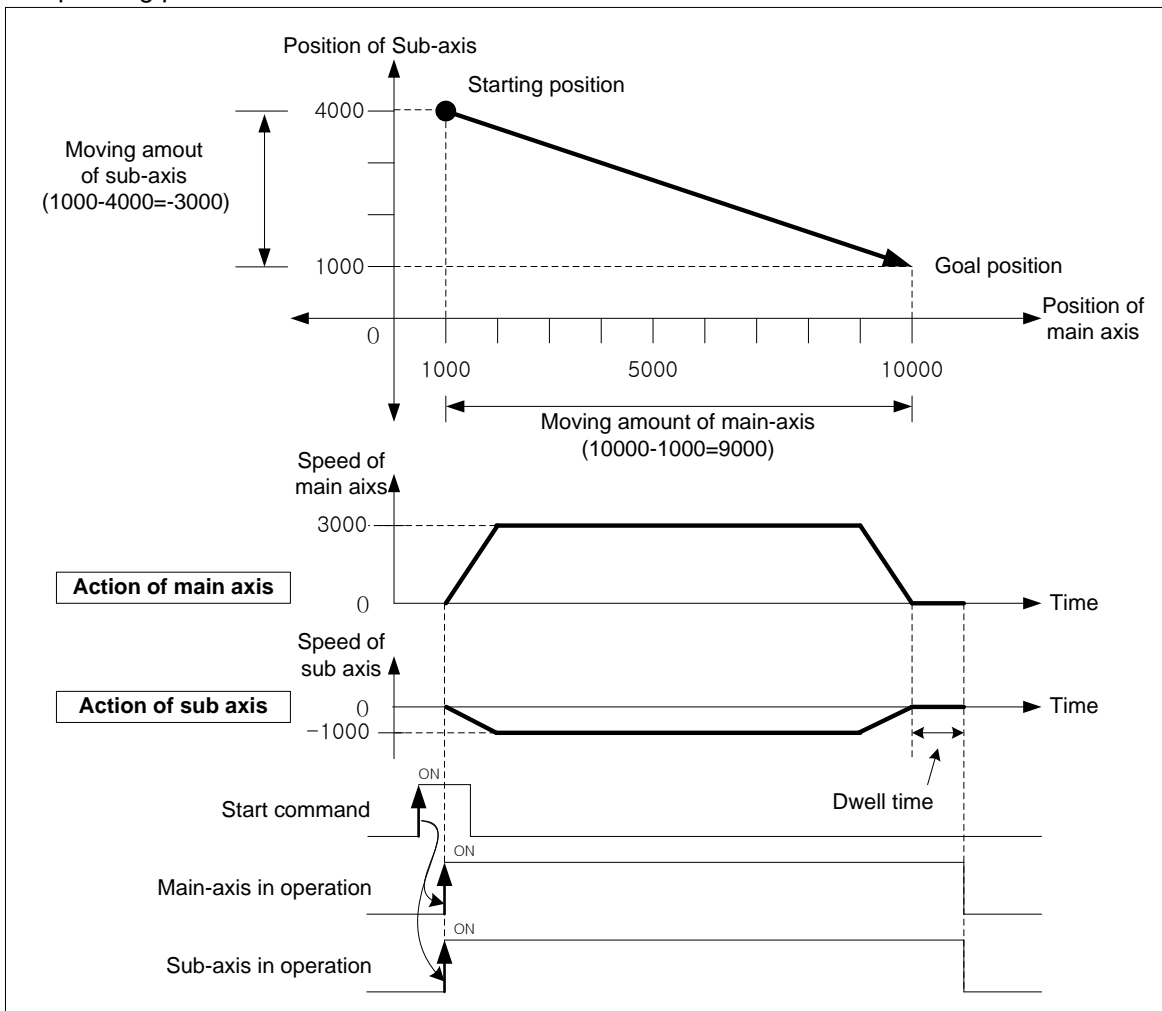 Position of Sub-axis
Starting position
4000
Moving amout
of sub-axis
(1000-4000=-3000)
1000
Goal position
Position of
main axis
0
1000
5000
10000
Moving amount of main-axis
(10000-1000=9000)
Speed of
main aixs
3000
Action of main axis
0
Time
Speed of
sub axis
Action of sub axis
0
Time
-1000
ON
Dwell time
Start command
ON
Main-axis in operation
ON
Sub-axis in operation